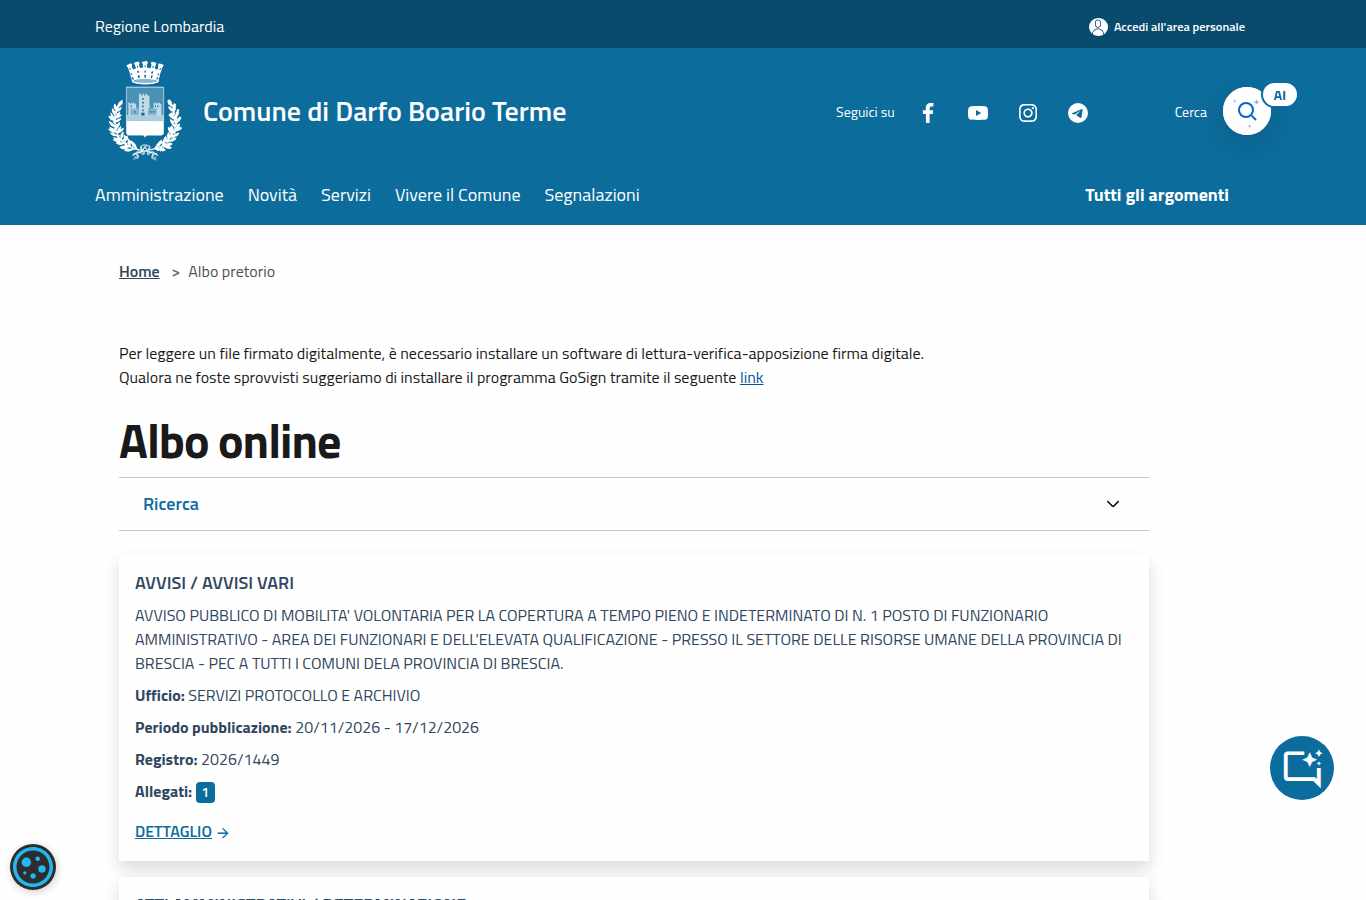 Regione Lombardia
Accedi all'area personale
Comune di Darfo Boario Terme
Seguici su
Cerca
AI
Amministrazione
Novità
Servizi
Vivere il Comune
Segnalazioni
Tutti gli argomenti
Home > Albo pretorio
Per leggere un file firmato digitalmente, è necessario installare un software di lettura-verifica-apposizione firma digitale.
Qualora ne foste sprovvisti suggeriamo di installare il programma GoSign tramite il seguente link
Albo online
Ricerca
AVVISI / AVVISI VARI
AVVISO PUBBLICO DI MOBILITA' VOLONTARIA PER LA COPERTURA A TEMPO PIENO E INDETERMINATO DI N. 1 POSTO DI FUNZIONARIO
AMMINISTRATIVO - AREA DEI FUNZIONARI E DELL'ELEVATA QUALIFICAZIONE - PRESSO IL SETTORE DELLE RISORSE UMANE DELLA PROVINCIA DI
BRESCIA - PEC A TUTTI I COMUNI DELA PROVINCIA DI BRESCIA.
Ufficio: SERVIZI PROTOCOLLO E ARCHIVIO
Periodo pubblicazione: 20/11/2026 - 17/12/2026
Registro: 2026/1449
Allegati: 1
DETTAGLIO